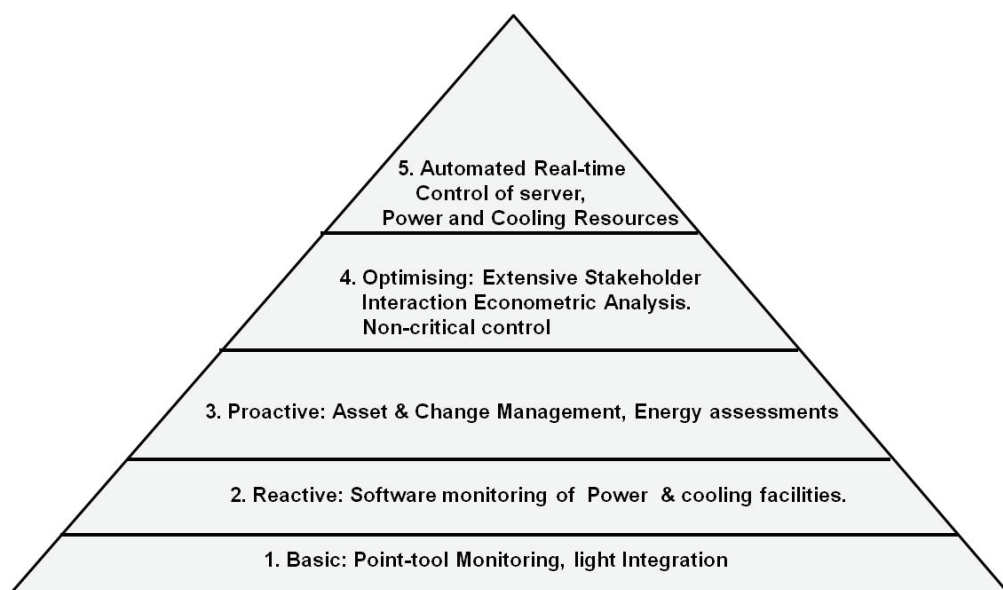 5. Automated Real-time
Control of server,
Power and Cooling Resources
4. Optimising: Extensive Stakeholder
Interaction Econometric Analysis.
Non-critical control
3. Proactive: Asset & Change Management, Energy assessments
2. Reactive: Software monitoring of Power & cooling facilities.
1. Basic: Point-tool Monitoring, light Integration